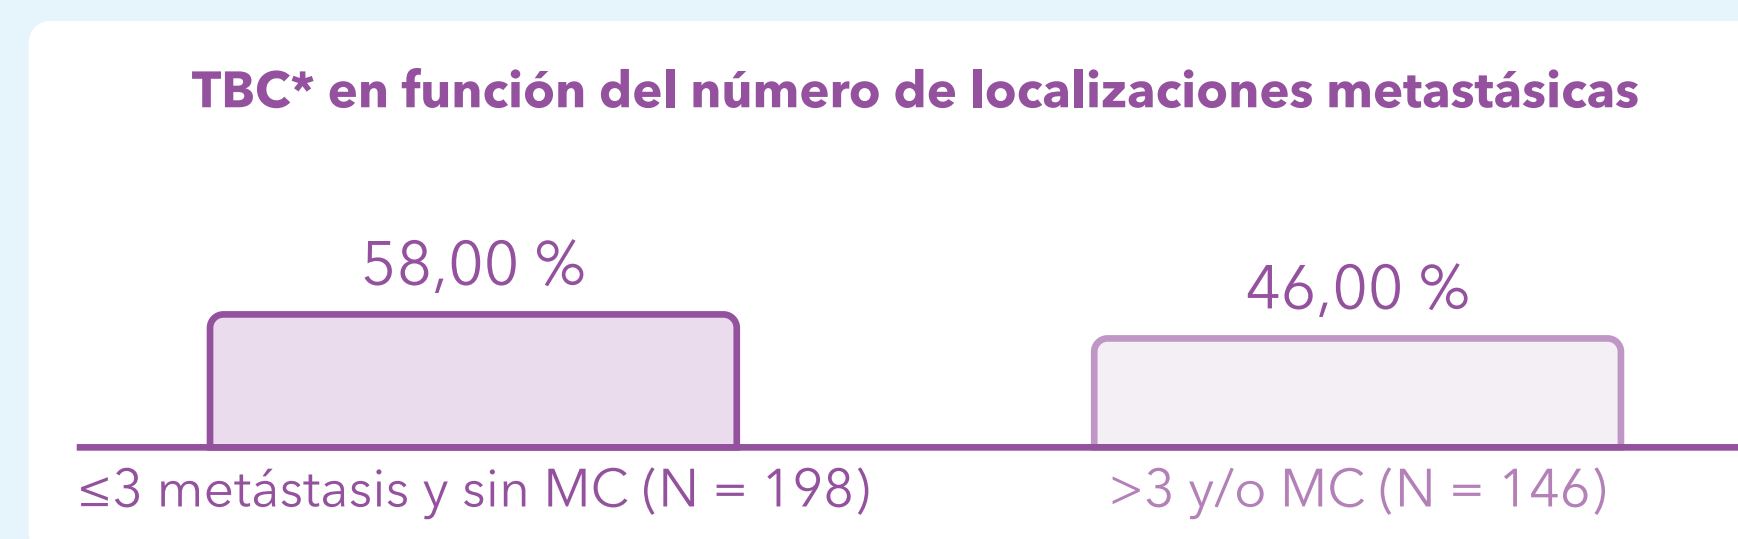 TBC* en función del número de localizaciones metastásicas
58,00 %
46,00 %
≤3 metástasis y sin MC (N = 198)
>3 y/o MC (N = 146)